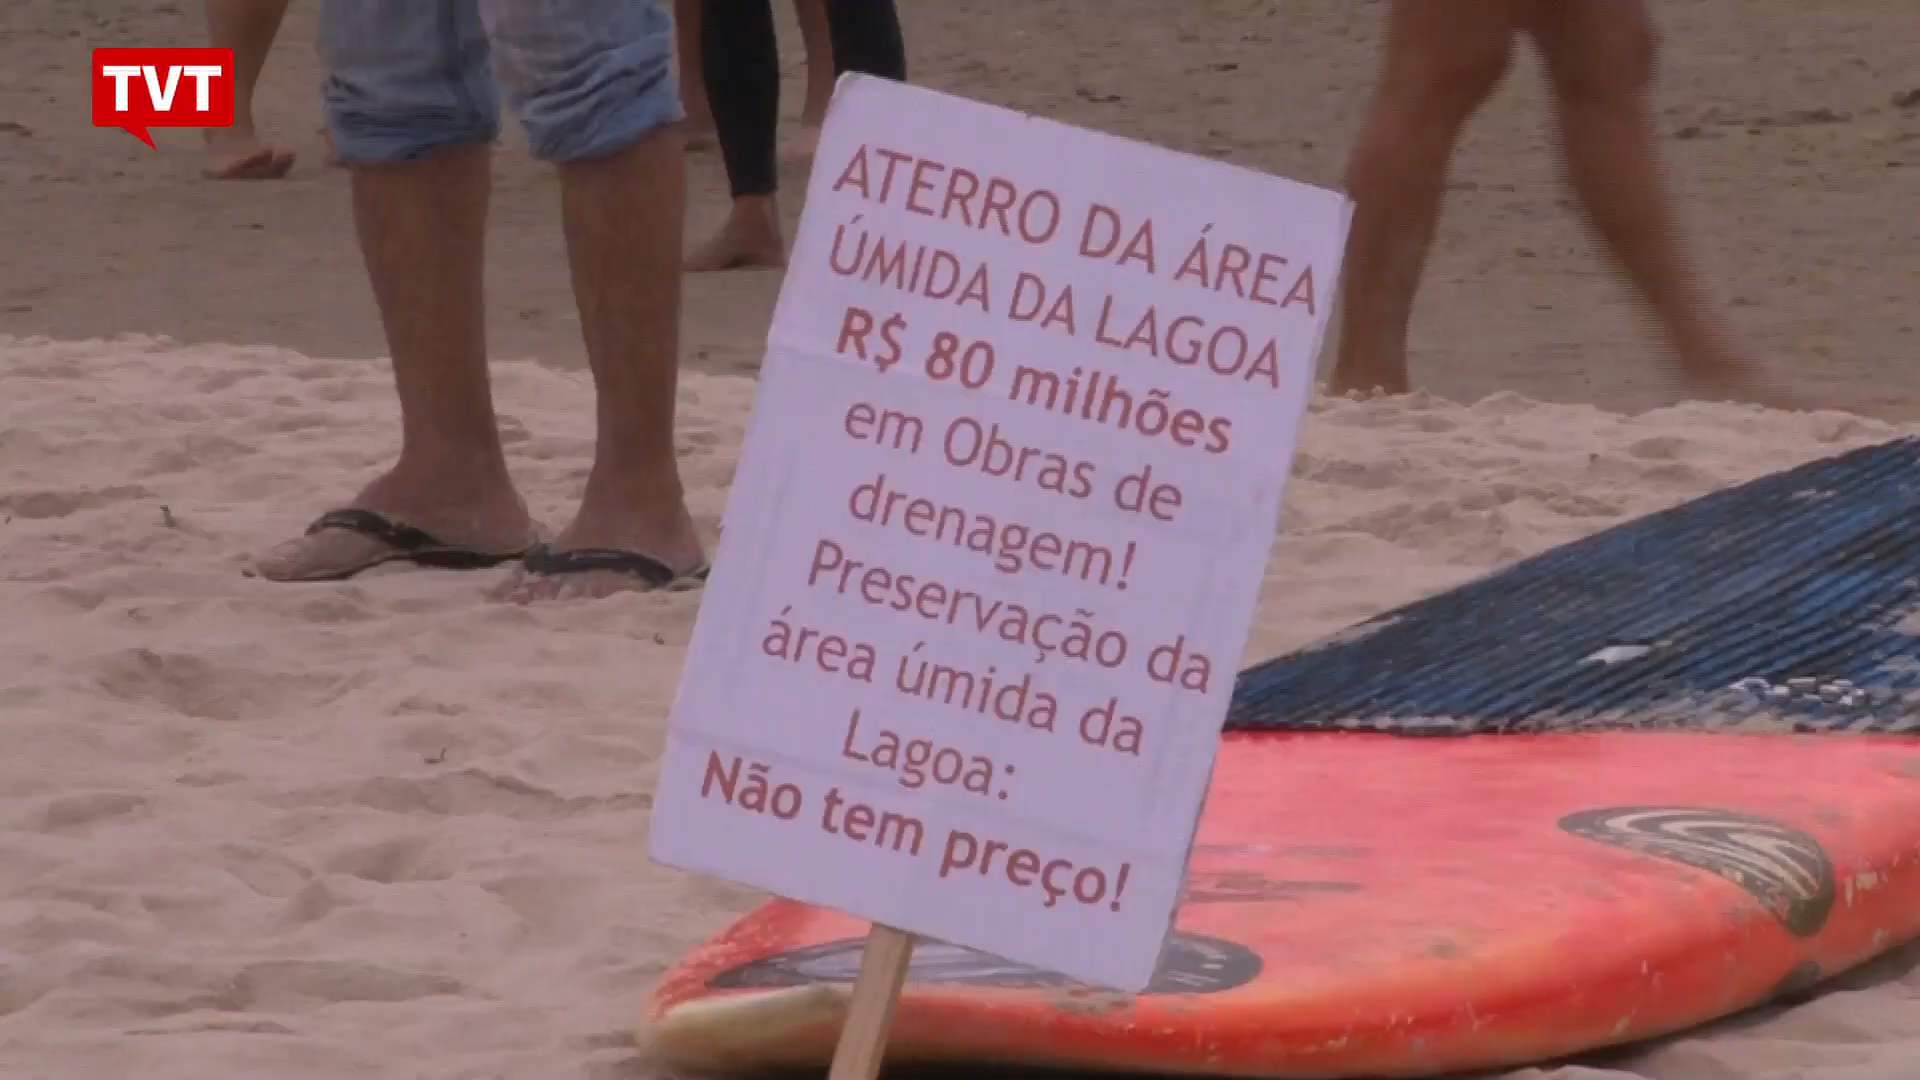 TVT
ATERRO DA ÁREA
ÚMIDA DA LAGOA
R$ 80 milhões
em Obras de
drenagem!
Preservação da
área úmida da
Lagoa:
Não tem preço!